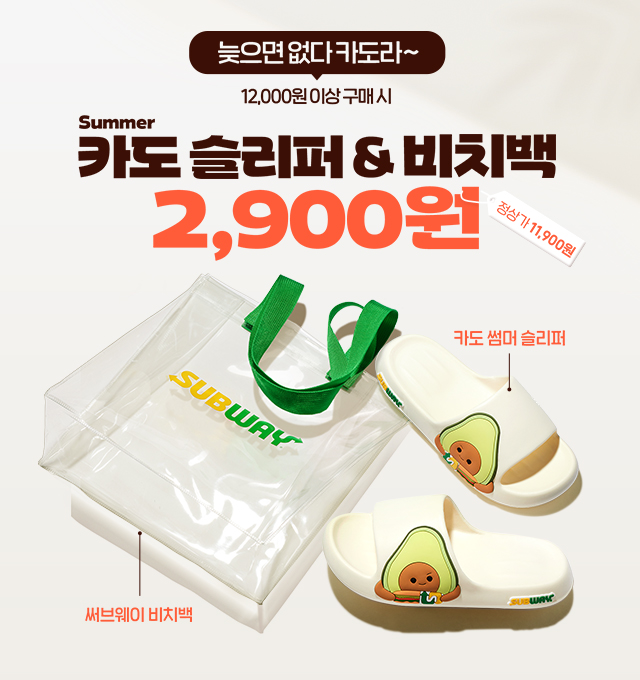 늦으면 없다 카도라~
12,000원 이상 구매 시
Summer
카도 슬리퍼 & 비치백
2,900원
정상가 11,900원
카도 썸머 슬리퍼
SUBWAY
SUBWAY
SUBWAY
써브웨이 비치백